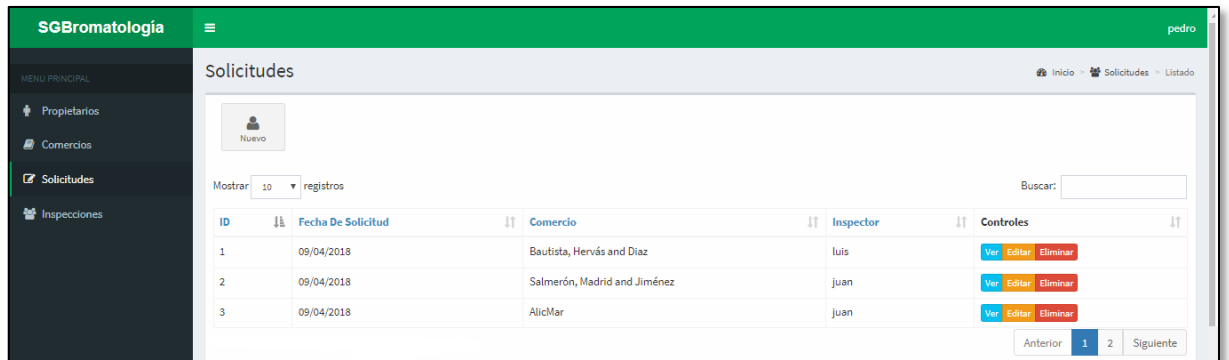 SGBromatología
pedro
MENU PRINCIPAL
Propietarios
Comercios
Solicitudes
Inspecciones
Solicitudes
Inicio > Solicitudes > Listado
Nuevo
Mostrar 10 registros
Buscar:
ID Fecha De Solicitud Comercio Inspector Controles
1 09/04/2018 Bautista, Hervás and Diaz luis Ver Editar Eliminar
2 09/04/2018 Salmerón, Madrid and Jiménez juan Ver Editar Eliminar
3 09/04/2018 AlicMar juan Ver Editar Eliminar
Anterior 1 2 Siguiente